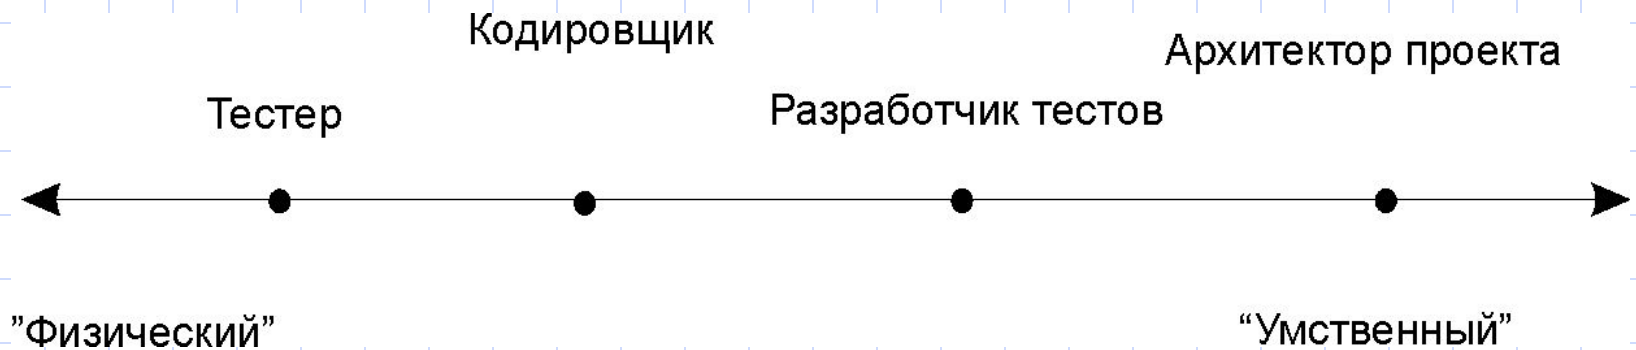 Кодировщик
Архитектор проекта
Тестер
Разработчик тестов
”Физический”
“Умственный”